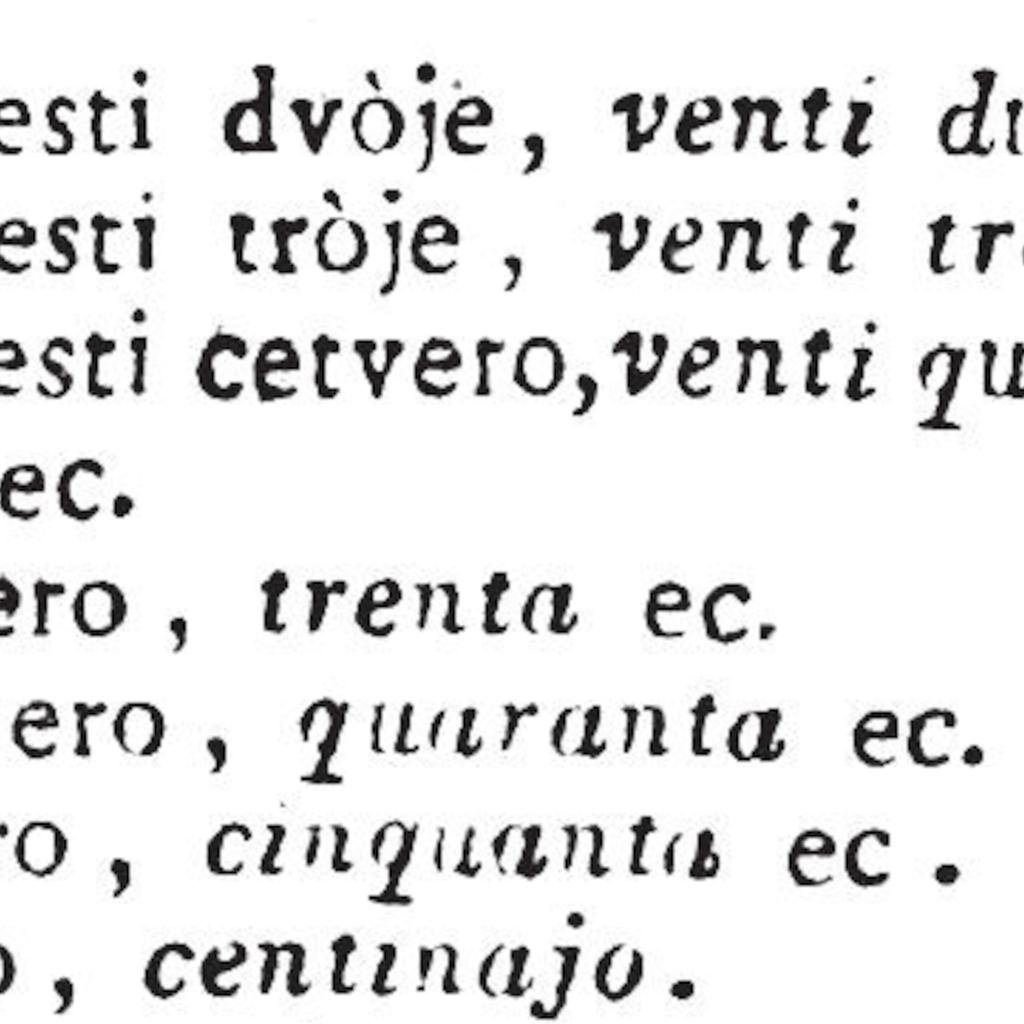 esti dvòje, venti du
esti tròje, venti tre
esti cetvero, venti qu
ec.
ero, trenta ec.
ero, quaranta ec.
ro, cinquanta ec.
o, centinajo.